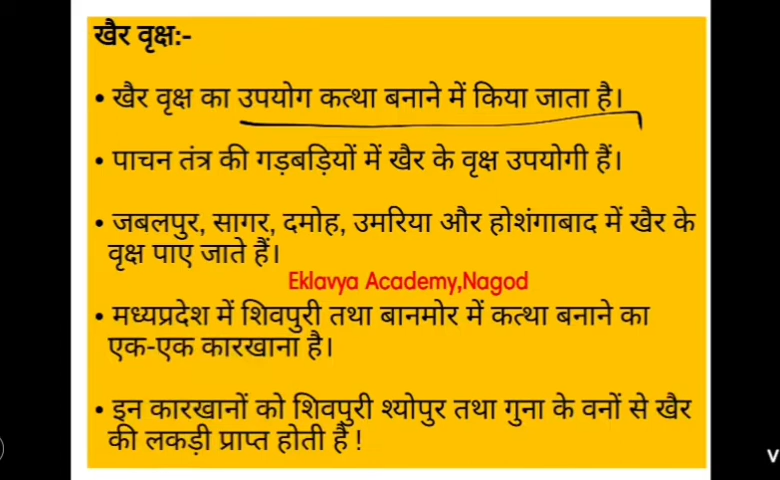 खैर वृक्ष:-
• खैर वृक्ष का उपयोग कत्था बनाने में किया जाता है।
• पाचन तंत्र की गड़बड़ियों में खैर के वृक्ष उपयोगी हैं।
• जबलपुर, सागर, दमोह, उमरिया और होशंगाबाद में खैर के
वृक्ष पाए जाते हैं।
Eklavya Academy,Nagod
• मध्यप्रदेश में शिवपुरी तथा बानमोर में कत्था बनाने का
एक-एक कारखाना है।
• इन कारखानों को शिवपुरी श्योपुर तथा गुना के वनों से खैर
की लकड़ी प्राप्त होती है !